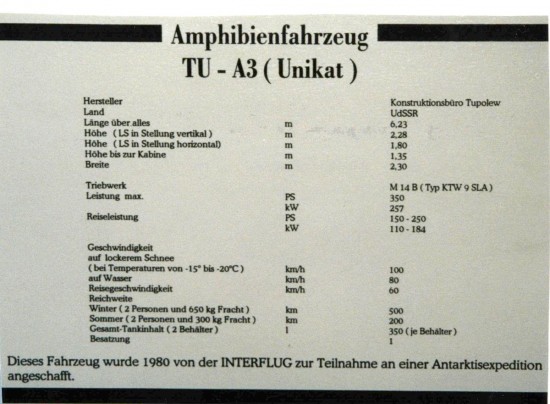 Amphibienfahrzeug
TU - A3 ( Unikat )
Hersteller Konstruktionsbüro Tupolew
Land UdSSR
Länge über alles m 6,23
Höhe ( LS in Stellung vertikal ) m 2,28
Höhe ( LS in Stellung horizontal) m 1,80
Höhe bis zur Kabine m 1,35
Breite m 2,30
Triebwerk M 14 B ( Typ KTW 9 SLA )
Leistung max. PS 350
kW 257
Reiseleistung PS 150 - 250
kW 110 - 184
Geschwindigkeit
auf lockerem Schnee
( bei Temperaturen von -15° bis -20°C ) km/h 100
auf Wasser km/h 80
Reisegeschwindigkeit km/h 60
Reichweite
Winter ( 2 Personen und 650 kg Fracht ) km 500
Sommer ( 2 Personen und 300 kg Fracht ) km 200
Gesamt-Tankinhalt ( 2 Behälter ) l 350 ( je Behälter )
Besatzung 1
Dieses Fahrzeug wurde 1980 von der INTERFLUG zur Teilnahme an einer Antarktisexpedition
angeschafft.